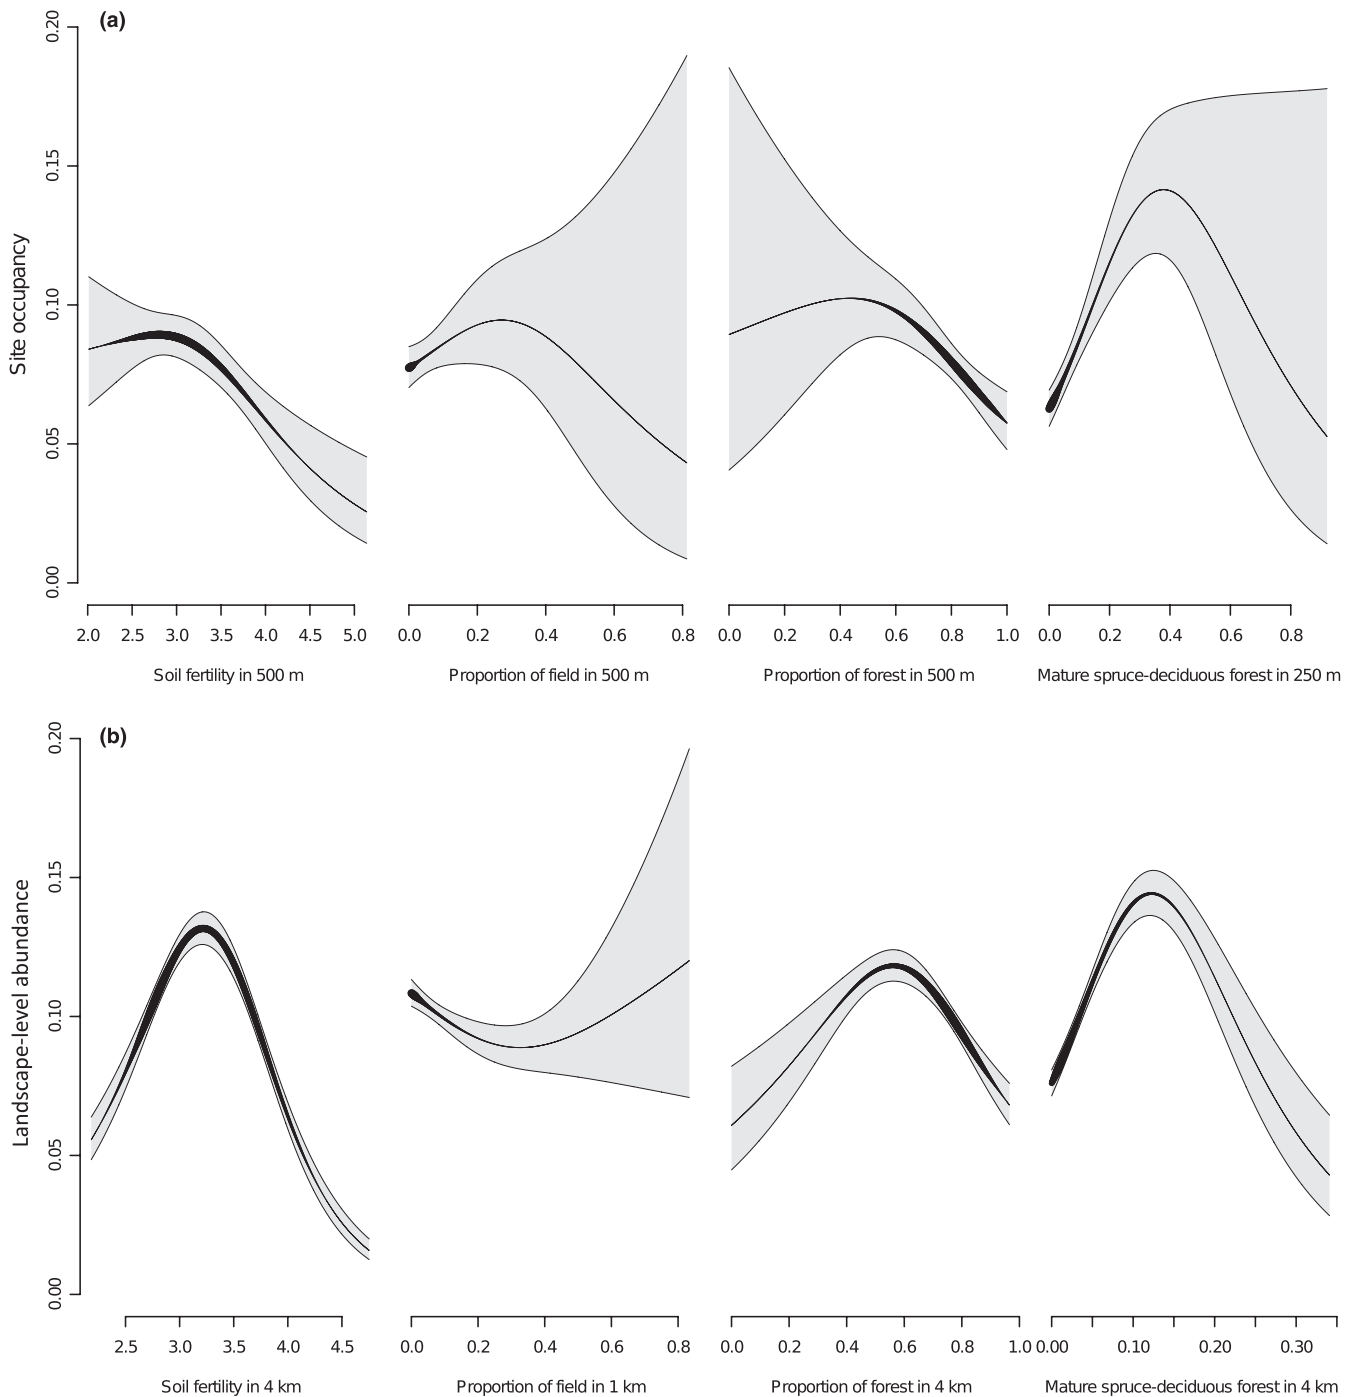 (a)
0.20
0.15
0.10
0.05
0.00
Site occupancy
2.0 2.5 3.0 3.5 4.0 4.5 5.0
0.0 0.2 0.4 0.6 0.8
0.0 0.2 0.4 0.6 0.8 1.0
0.0 0.2 0.4 0.6 0.8
Soil fertility in 500 m
Proportion of field in 500 m
Proportion of forest in 500 m
Mature spruce-deciduous forest in 250 m
(b)
0.20
0.15
0.10
0.05
0.00
Landscape-level abundance
2.5 3.0 3.5 4.0 4.5
0.0 0.2 0.4 0.6 0.8
0.0 0.2 0.4 0.6 0.8 1.0
0.00 0.10 0.20 0.30
Soil fertility in 4 km
Proportion of field in 1 km
Proportion of forest in 4 km
Mature spruce-deciduous forest in 4 km